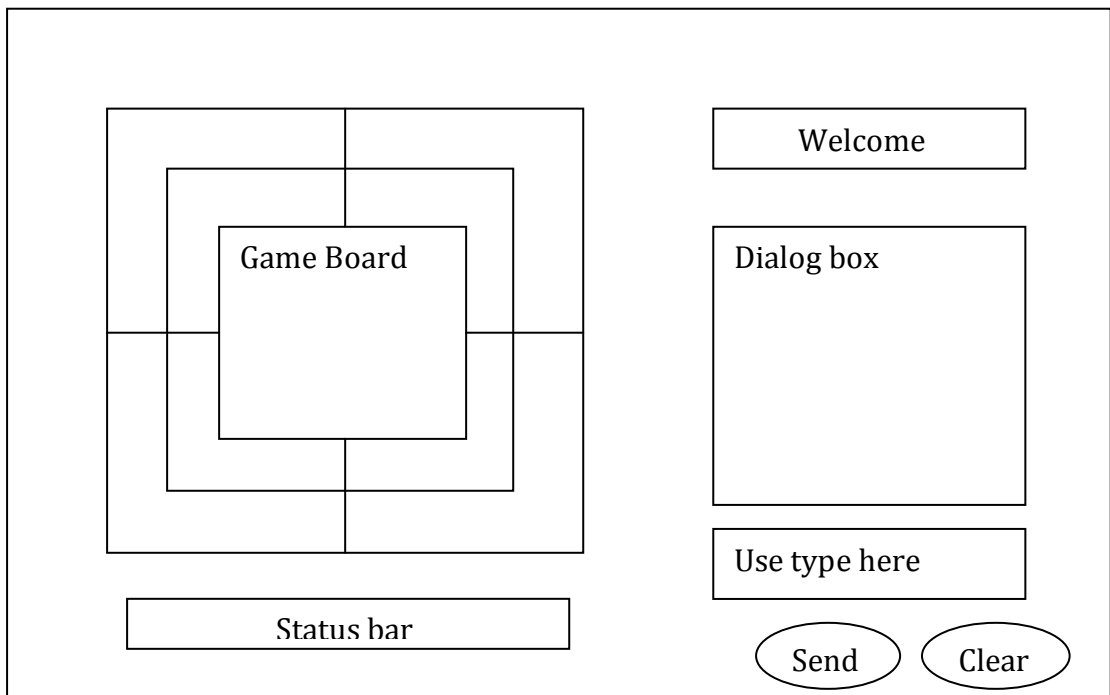 Welcome
Game Board
Dialog box
Use type here
Status bar
Send
Clear